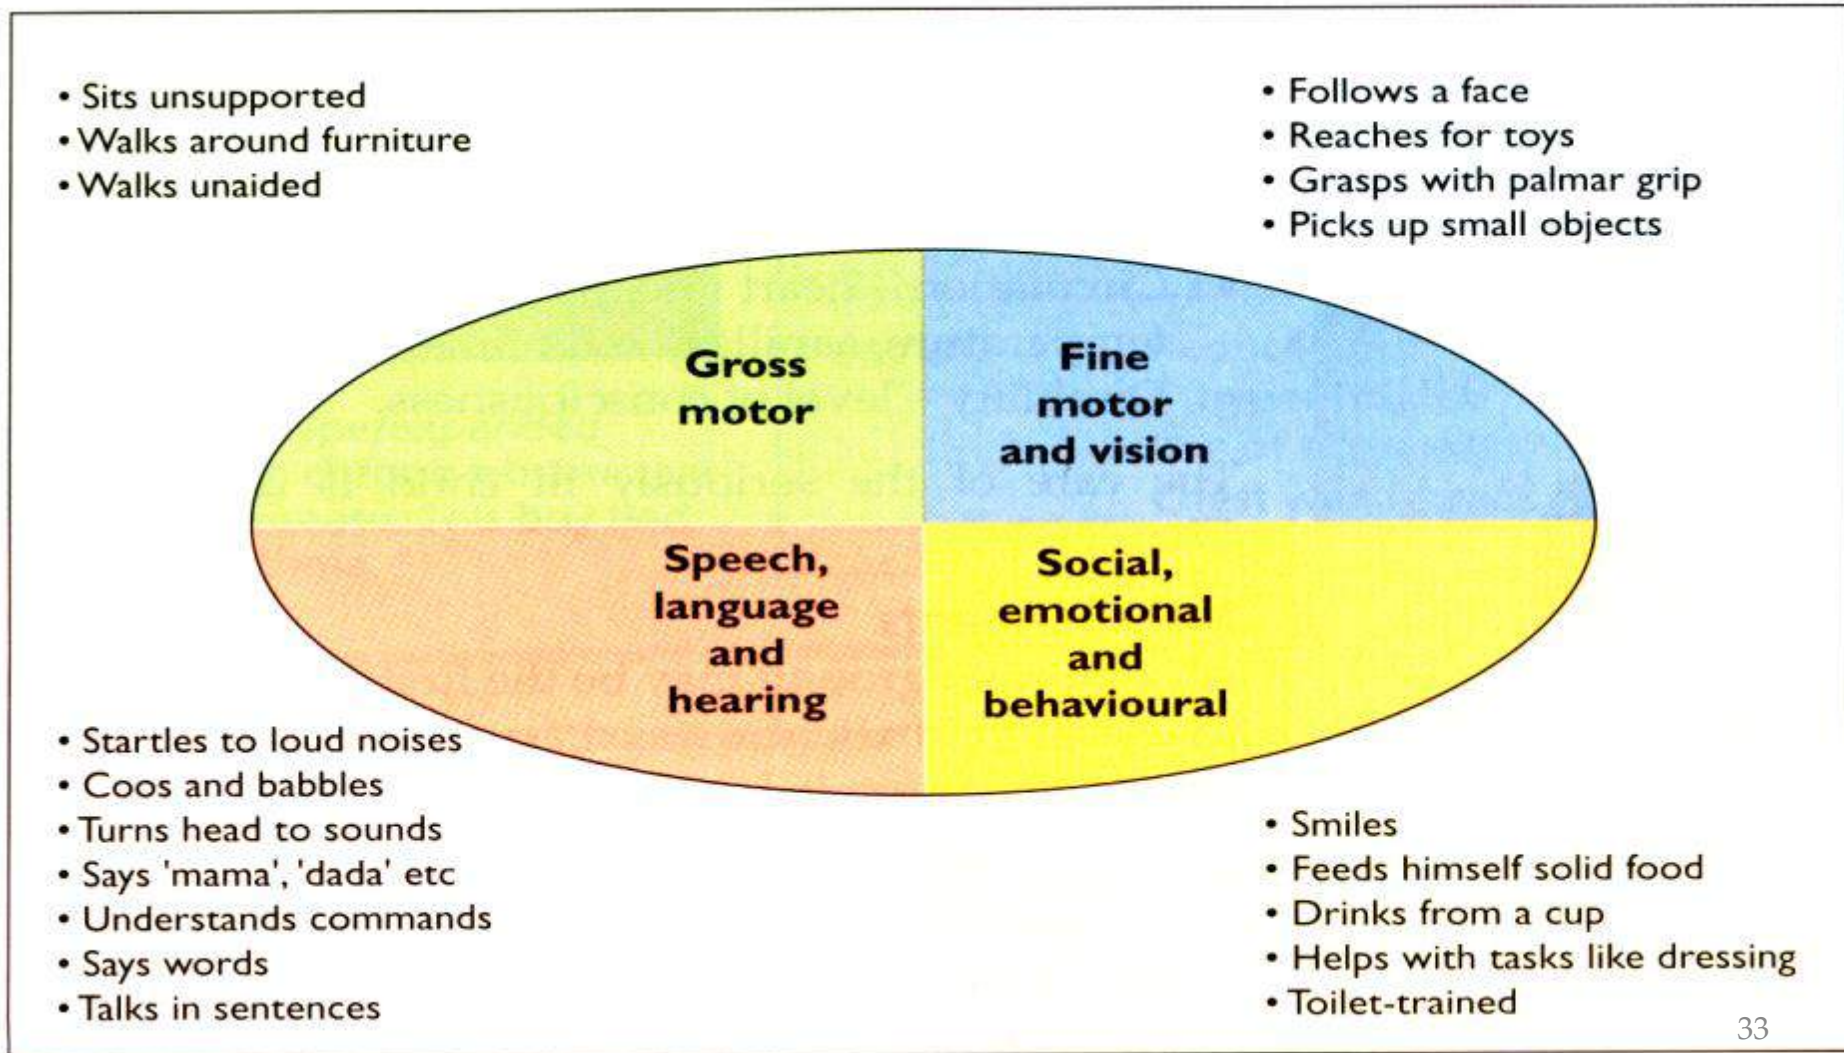 • Sits unsupported
• Walks around furniture
• Walks unaided
• Follows a face
• Reaches for toys
• Grasps with palmar grip
• Picks up small objects
Gross
motor
Fine
motor
and vision
Speech,
language
and
hearing
Social,
emotional
and
behavioural
• Startles to loud noises
• Coos and babbles
• Turns head to sounds
• Says 'mama', 'dada' etc
• Understands commands
• Says words
• Talks in sentences
• Smiles
• Feeds himself solid food
• Drinks from a cup
• Helps with tasks like dressing
• Toilet-trained
33